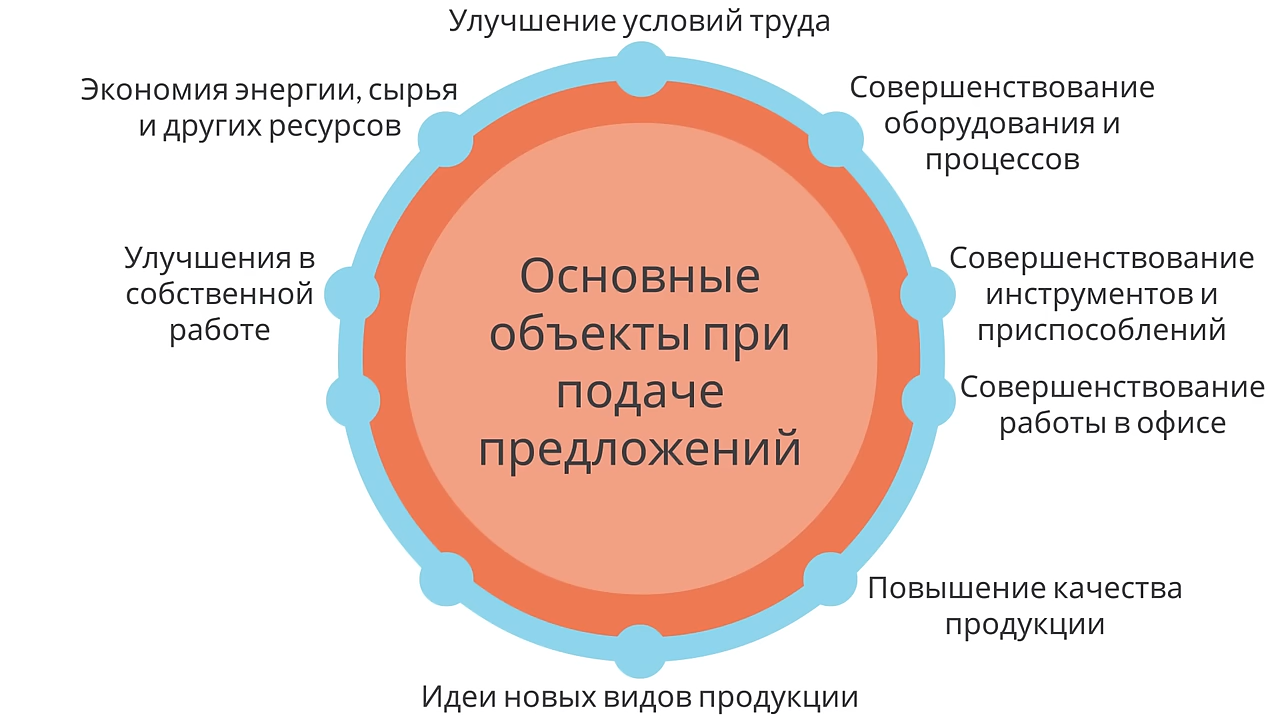 Улучшение условий труда
Экономия энергии, сырья
и других ресурсов
Совершенствование
оборудования и
процессов
Улучшения в
собственной
работе
Основные
объекты при
подаче
предложений
Совершенствование
инструментов и
приспособлений
Совершенствование
работы в офисе
Повышение качества
продукции
Идеи новых видов продукции